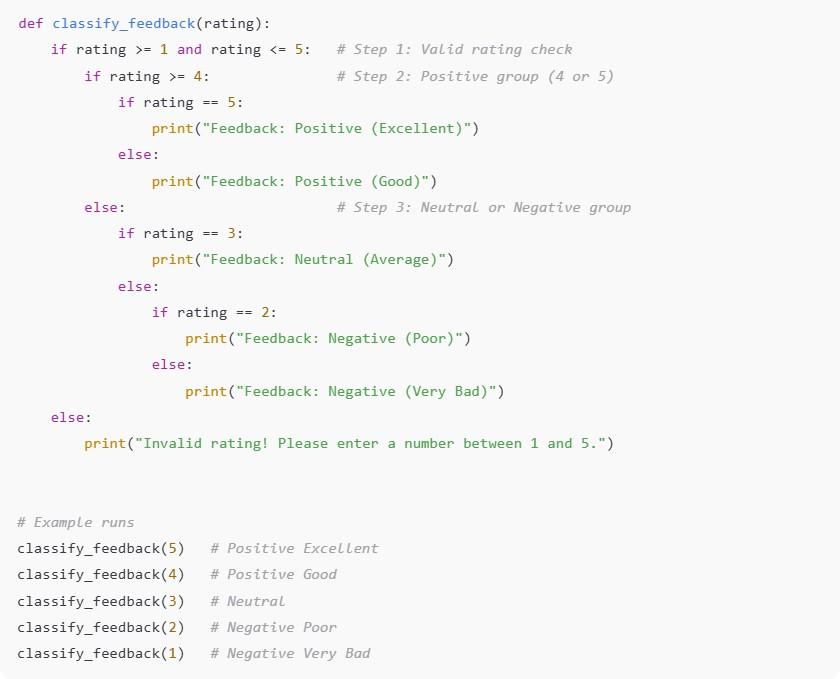 def classify_feedback(rating):
    if rating >= 1 and rating <= 5:   # Step 1: Valid rating check
        if rating >= 4:               # Step 2: Positive group (4 or 5)
            if rating == 5:
                print("Feedback: Positive (Excellent)")
            else:
                print("Feedback: Positive (Good)")
        else:                         # Step 3: Neutral or Negative group
            if rating == 3:
                print("Feedback: Neutral (Average)")
            else:
                if rating == 2:
                    print("Feedback: Negative (Poor)")
                else:
                    print("Feedback: Negative (Very Bad)")
    else:
        print("Invalid rating! Please enter a number between 1 and 5.")


# Example runs
classify_feedback(5)   # Positive Excellent
classify_feedback(4)   # Positive Good
classify_feedback(3)   # Neutral
classify_feedback(2)   # Negative Poor
classify_feedback(1)   # Negative Very Bad